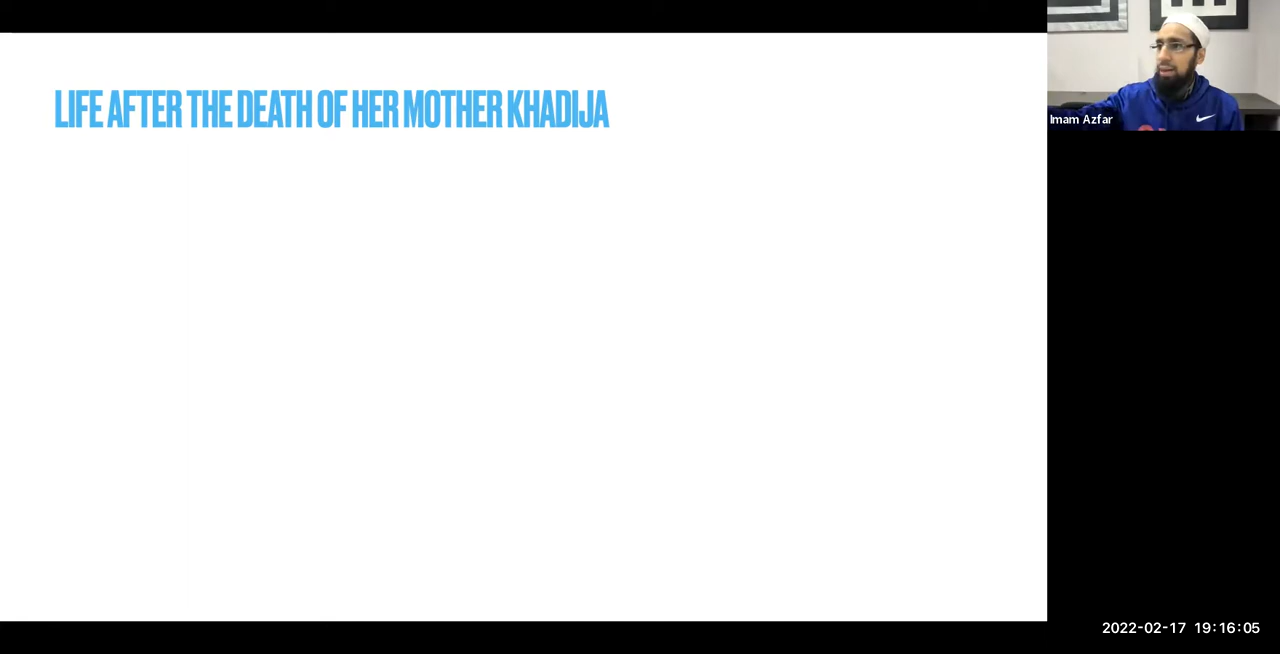 LIFE AFTER THE DEATH OF HER MOTHER KHADIJA
Imam Azfar
2022-02-17 19:16:05